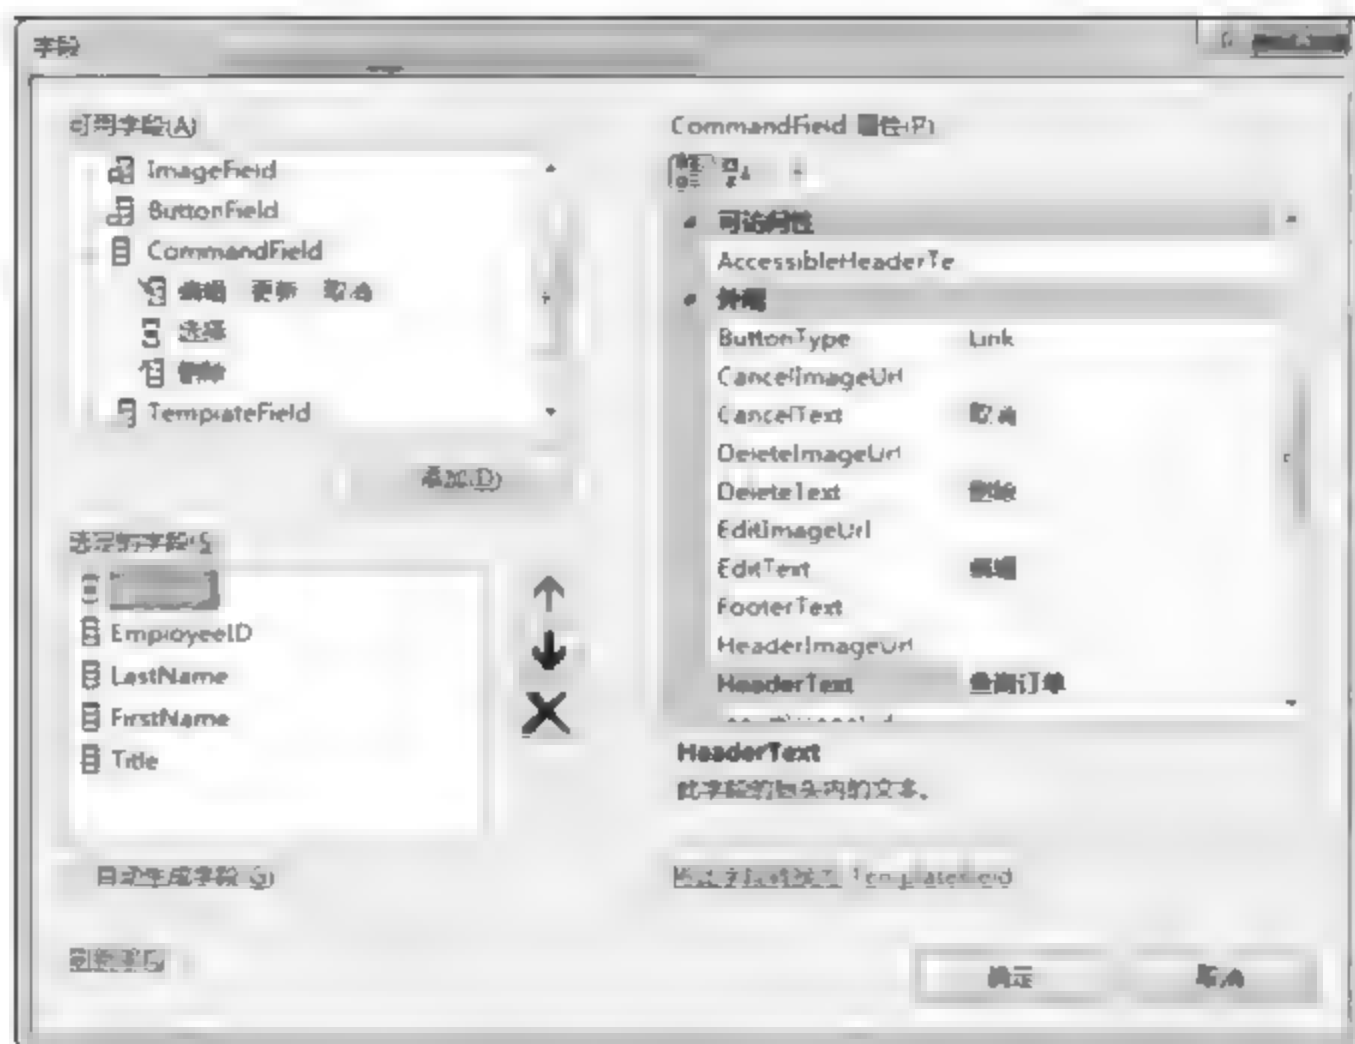 字段
可用字段(A)
ImageField
ButtonField
CommandField
编辑 更新 取消
选择
删除
TemplateField
添加(D)
选定的字段(S
EmployeeID
LastName
FirstName
Title
自动生成字段(G)
刷新
CommandField 属性(P)
可访问性
AccessibleHeaderTe
外观
ButtonType Link
CancelImageUrl
CancelText 取消
DeleteImageUrl
DeleteText 删除
EditImageUrl
EditText 编辑
FooterText
HeaderImageUrl
HeaderText 查询订单
HeaderText
此字段的标头内的文本。
TemplateField
确定 取消